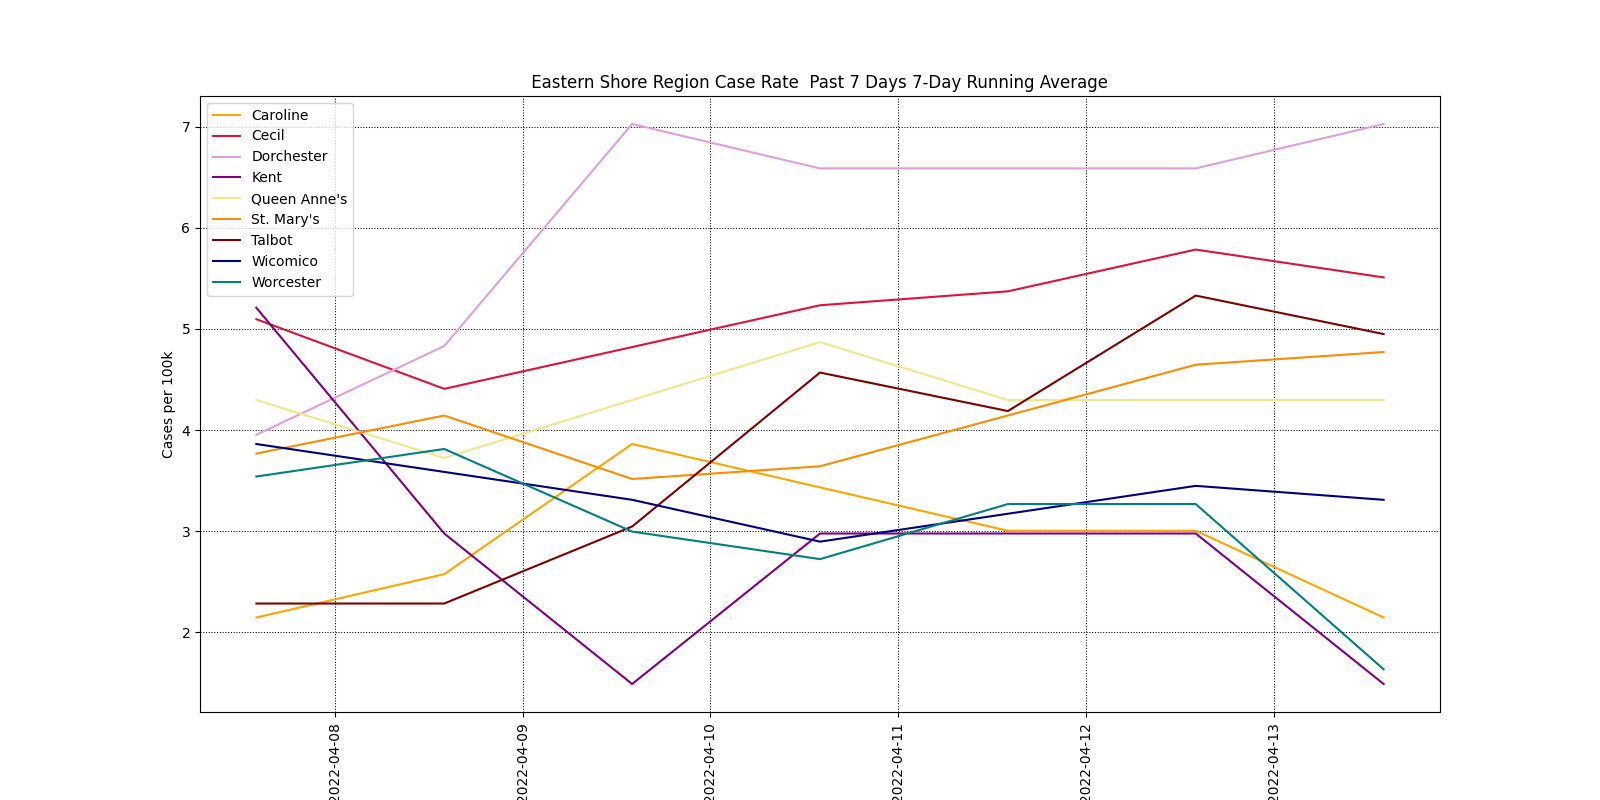 Eastern Shore Region Case Rate  Past 7 Days 7-Day Running Average
Caroline
Cecil
Dorchester
Kent
Queen Anne's
St. Mary's
Talbot
Wicomico
Worcester
Cases per 100k
7
6
5
4
3
2
2022-04-08
2022-04-09
2022-04-10
2022-04-11
2022-04-12
2022-04-13